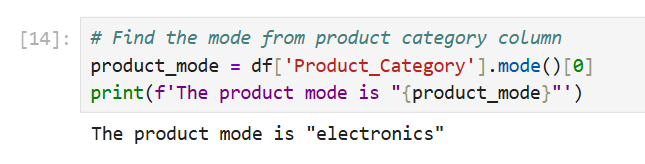 [14]: # Find the mode from product category column
product_mode = df['Product_Category'].mode()[0]
print(f'The product mode is "{product_mode}"')
The product mode is "electronics"